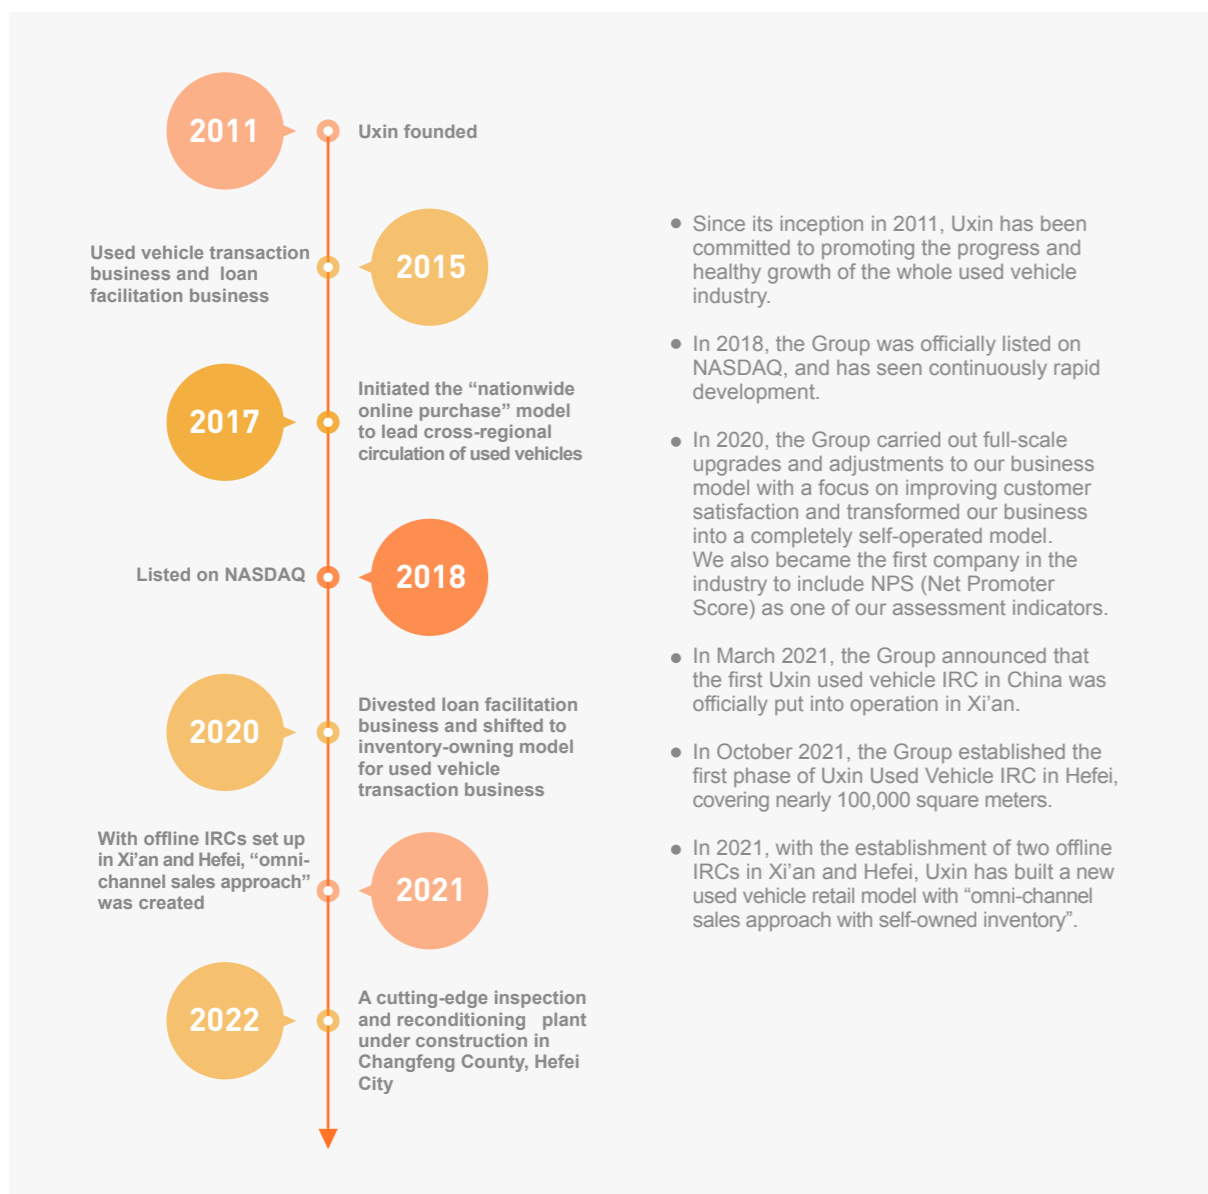 2011
Uxin founded
Used vehicle transaction
business and loan
facilitation business
2015
2017
Initiated the “nationwide
online purchase” model
to lead cross-regional
circulation of used vehicles
Listed on NASDAQ
2018
2020
Divested loan facilitation
business and shifted to
inventory-owning model
for used vehicle
transaction business
With offline IRCs set up
in Xi’an and Hefei, “omni-
channel sales approach”
was created
2021
2022
A cutting-edge inspection
and reconditioning plant
under construction in
Changfeng County, Hefei
City
● Since its inception in 2011, Uxin has been
committed to promoting the progress and
healthy growth of the whole used vehicle
industry.
● In 2018, the Group was officially listed on
NASDAQ, and has seen continuously rapid
development.
● In 2020, the Group carried out full-scale
upgrades and adjustments to our business
model with a focus on improving customer
satisfaction and transformed our business
into a completely self-operated model.
We also became the first company in the
industry to include NPS (Net Promoter
Score) as one of our assessment indicators.
● In March 2021, the Group announced that
the first Uxin used vehicle IRC in China was
officially put into operation in Xi’an.
● In October 2021, the Group established the
first phase of Uxin Used Vehicle IRC in Hefei,
covering nearly 100,000 square meters.
● In 2021, with the establishment of two offline
IRCs in Xi’an and Hefei, Uxin has built a new
used vehicle retail model with “omni-channel
sales approach with self-owned inventory”.